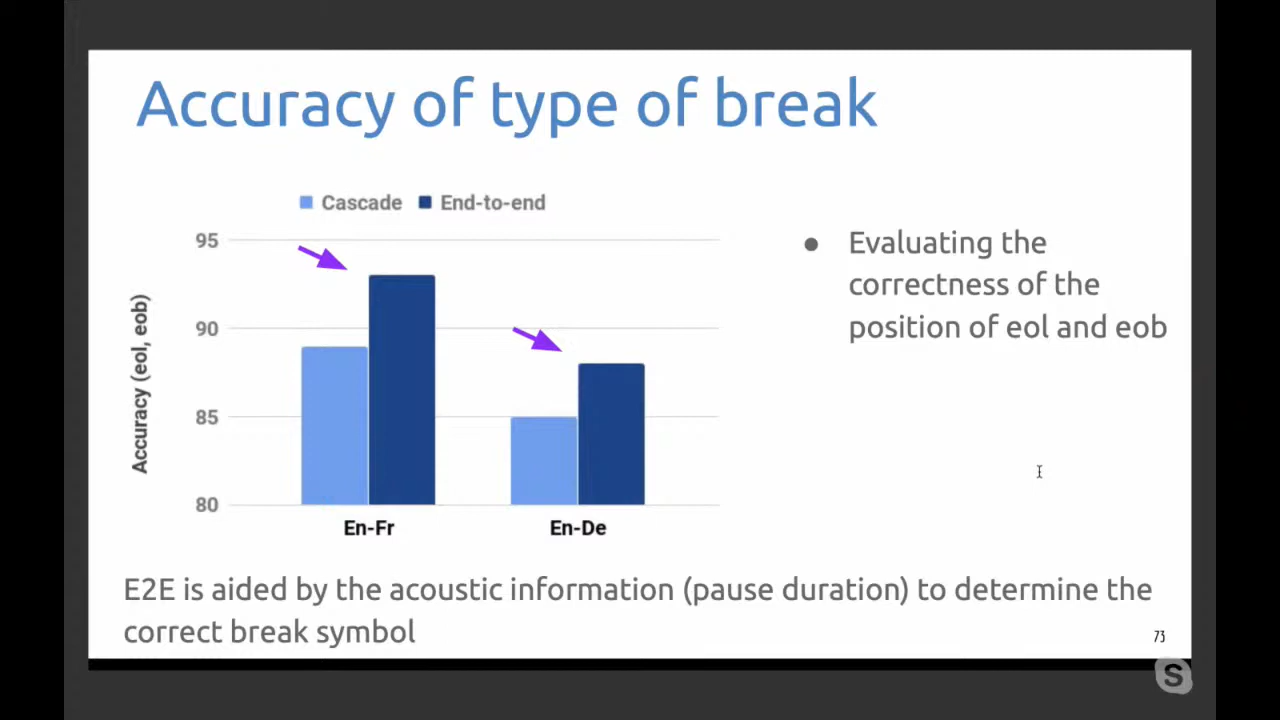 Accuracy of type of break
Cascade End-to-end
95
90
85
80
Accuracy (eol, eob)
En-Fr En-De
● Evaluating the
correctness of the
position of eol and eob
E2E is aided by the acoustic information (pause duration) to determine the
correct break symbol
73
S